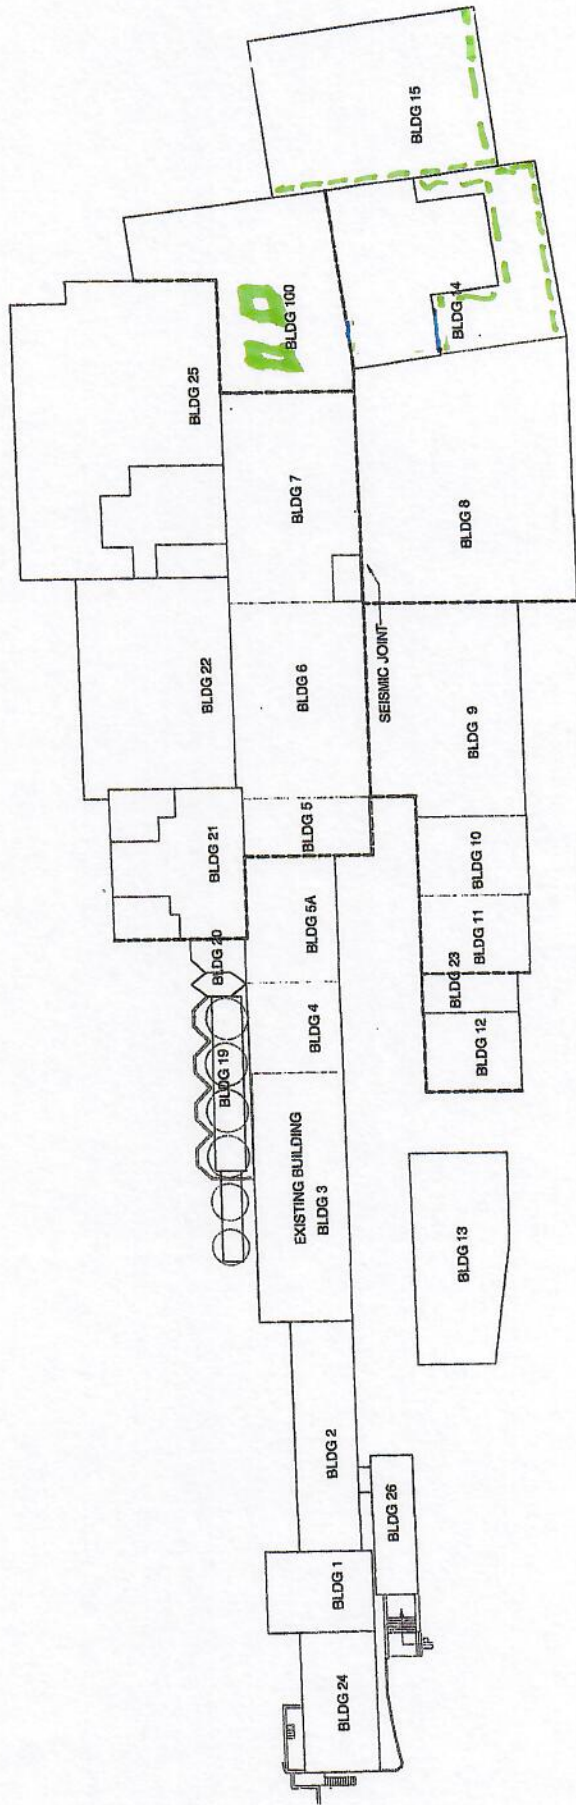 BLDG 15
BLDG 100
BLDG 14
BLDG 25
BLDG 7
BLDG 8
BLDG 22
BLDG 6
SEISMIC JOINT
BLDG 9
BLDG 21
BLDG 5
BLDG 10
BLDG 20
BLDG 5A
BLDG 11
BLDG 23
BLDG 19
BLDG 4
BLDG 12
EXISTING BUILDING
BLDG 3
BLDG 13
BLDG 2
BLDG 26
BLDG 1
UP
BLDG 24